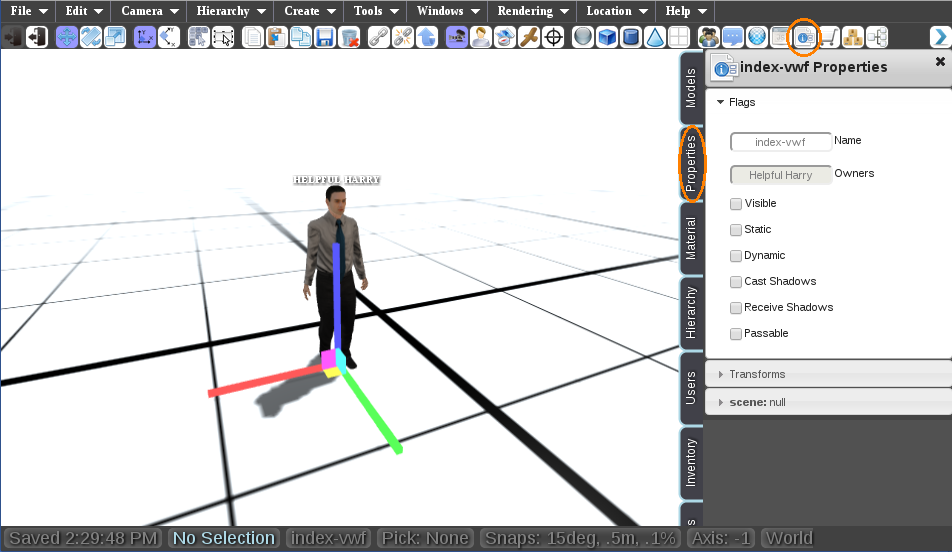 File Edit Camera Hierarchy Create Tools Windows Rendering Location Help
index-vwf Properties
Models
Properties
Material
Hierarchy
Users
Inventory
Flags
index-vwf Name
Helpful Harry Owners
Visible
Static
Dynamic
Cast Shadows
Receive Shadows
Passable
Transforms
scene: null
HELPFUL HARRY
Saved 2:29:48 PM No Selection index-vwf Pick: None Snaps: 15deg, .5m, .1% Axis: -1 World